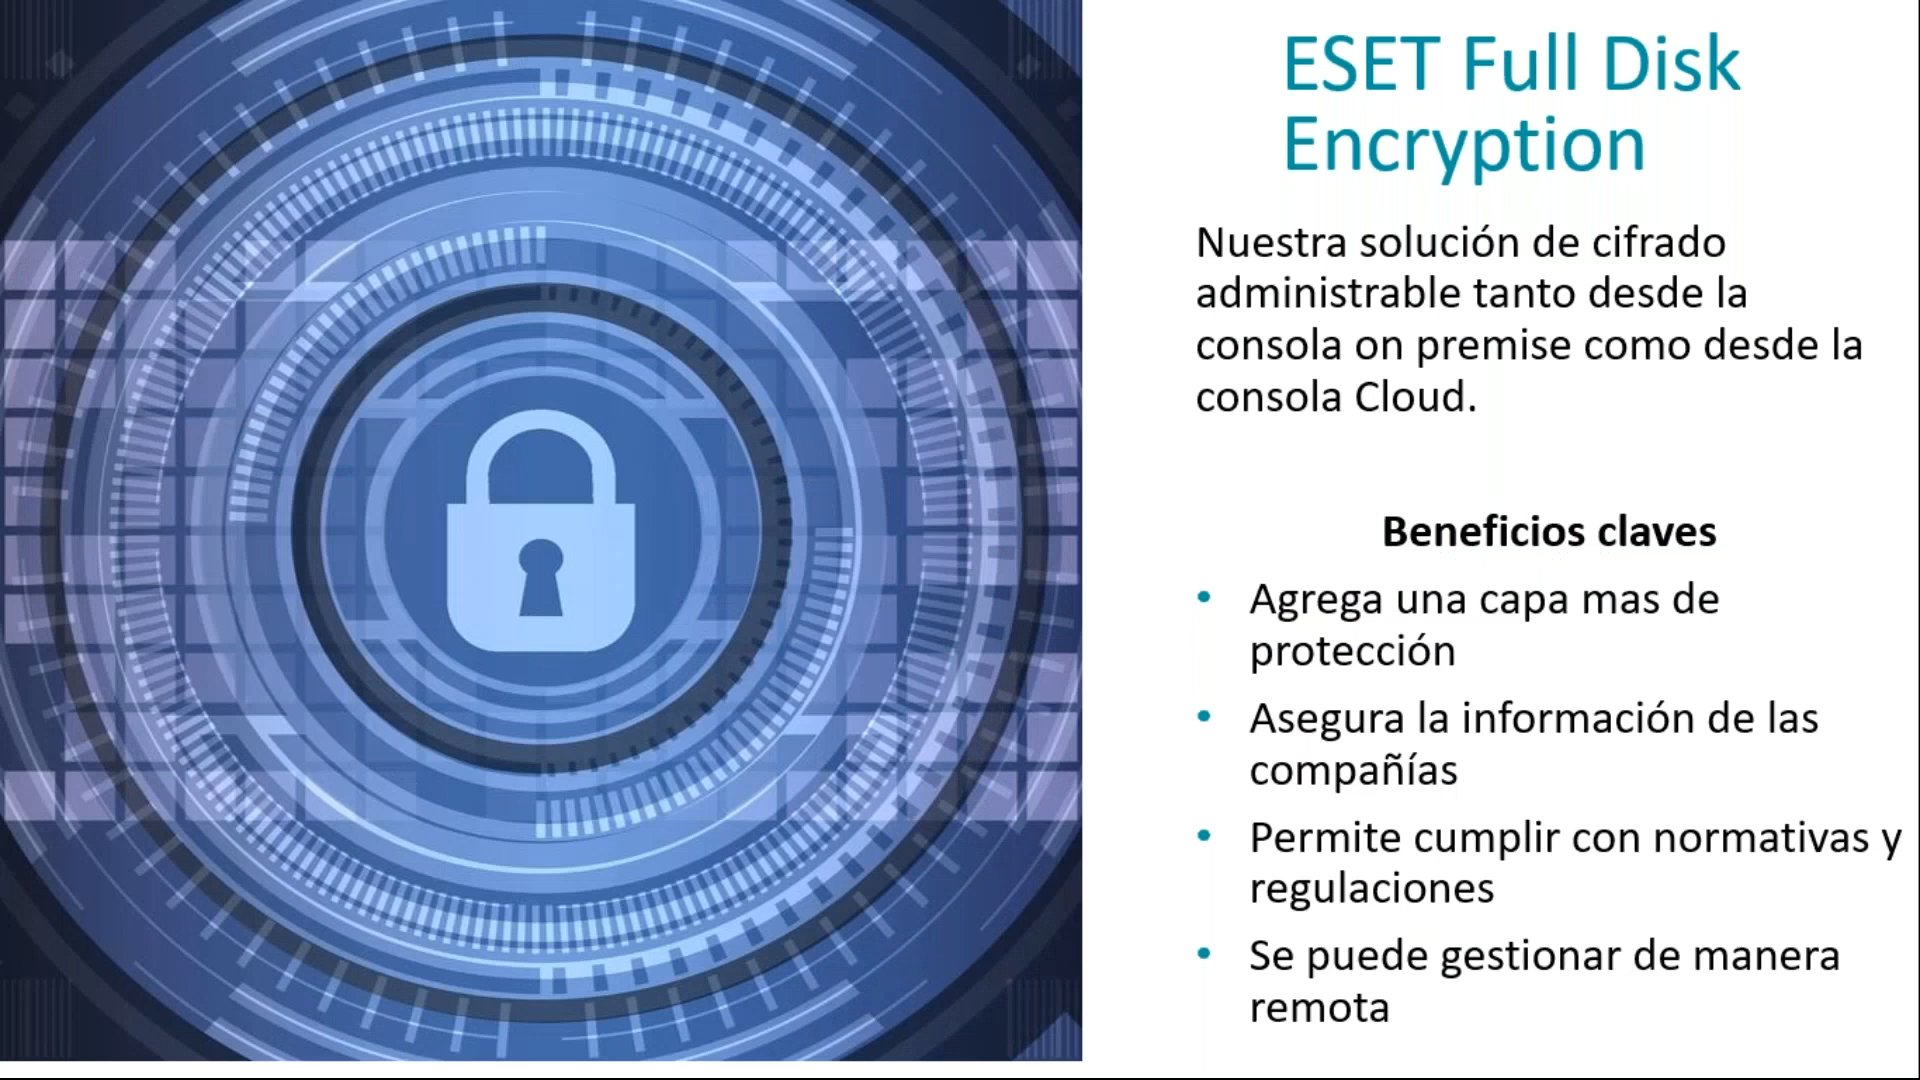 ESET Full Disk
Encryption
Nuestra solución de cifrado
administrable tanto desde la
consola on premise como desde la
consola Cloud.
Beneficios claves
• Agrega una capa mas de
protección
• Asegura la información de las
compañías
• Permite cumplir con normativas y
regulaciones
• Se puede gestionar de manera
remota